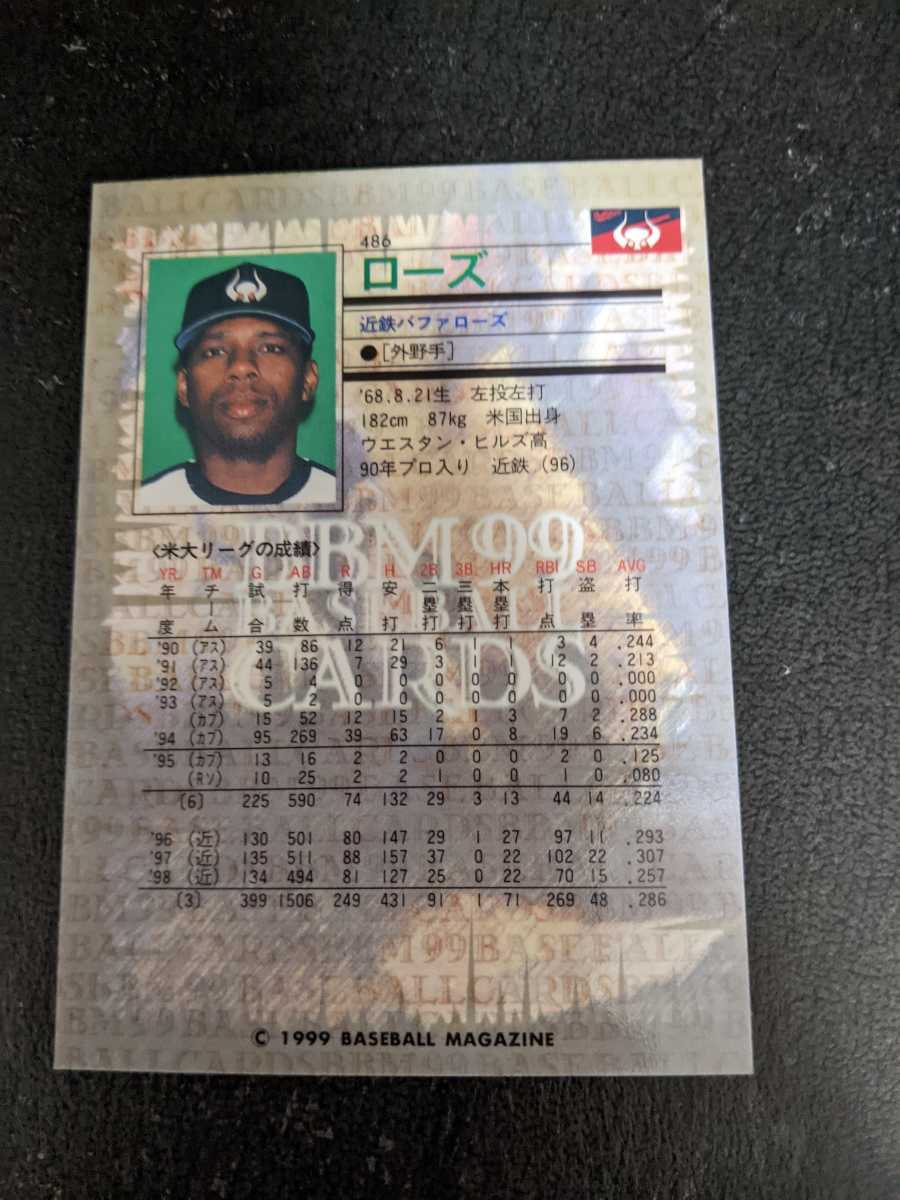 486
ローズ
近鉄バファローズ
●[外野手]
'68.8.21生 左投左打
182cm 87kg 米国出身
ウエスタン・ヒルズ高
90年プロ入り 近鉄(96)
BBM 99
BASEBALL
CARDS
〈米大リーグの成績〉
YR TM G AB R H 2B 3B HR RBI SB AVG
年度 チーム 試合 打数 得点 安打 二塁打 三塁打 本塁打 打点 盗塁 打率
'90 (アス) 39 86 12 21 6 1 1 3 4 .244
'91 (アス) 44 136 7 29 3 1 1 12 2 .213
'92 (アス) 5 4 0 0 0 0 0 0 0 .000
'93 (アス) 5 2 0 0 0 0 0 0 0 .000
(カブ) 15 52 12 15 2 1 3 7 2 .288
'94 (カブ) 95 269 39 63 17 0 8 19 6 .234
'95 (カブ) 13 16 2 2 0 0 0 2 0 .125
(Rソ) 10 25 2 2 1 0 0 1 0 .080
〔6〕 225 590 74 132 29 3 13 44 14 .224
'96 (近) 130 501 80 147 29 1 27 97 11 .293
'97 (近) 135 511 88 157 37 0 22 102 22 .307
'98 (近) 134 494 81 127 25 0 22 70 15 .257
〔3〕 399 1506 249 431 91 1 71 269 48 .286
© 1999 BASEBALL MAGAZINE